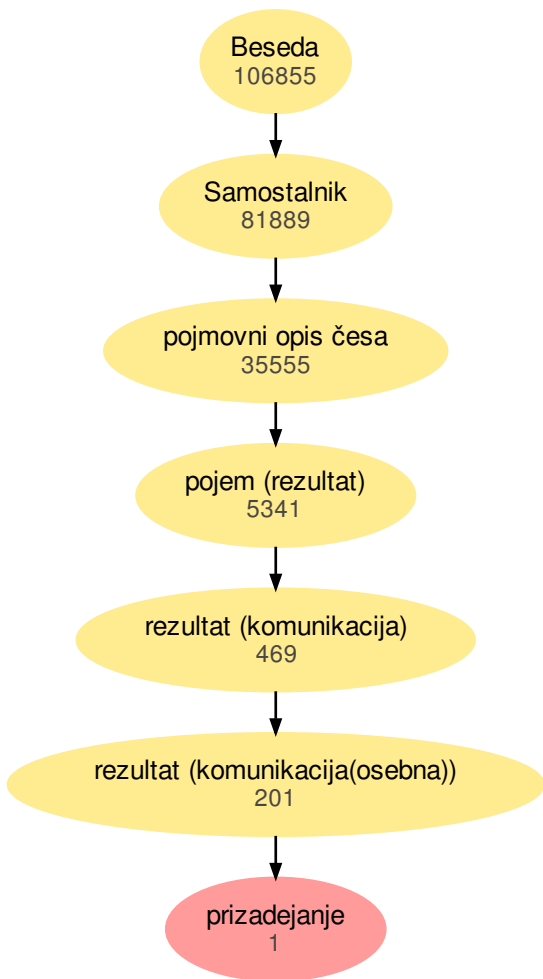 Beseda
106855
Samostalnik
81889
pojmovni opis česa
35555
pojem (rezultat)
5341
rezultat (komunikacija)
469
rezultat (komunikacija(osebna))
201
prizadejanje
1